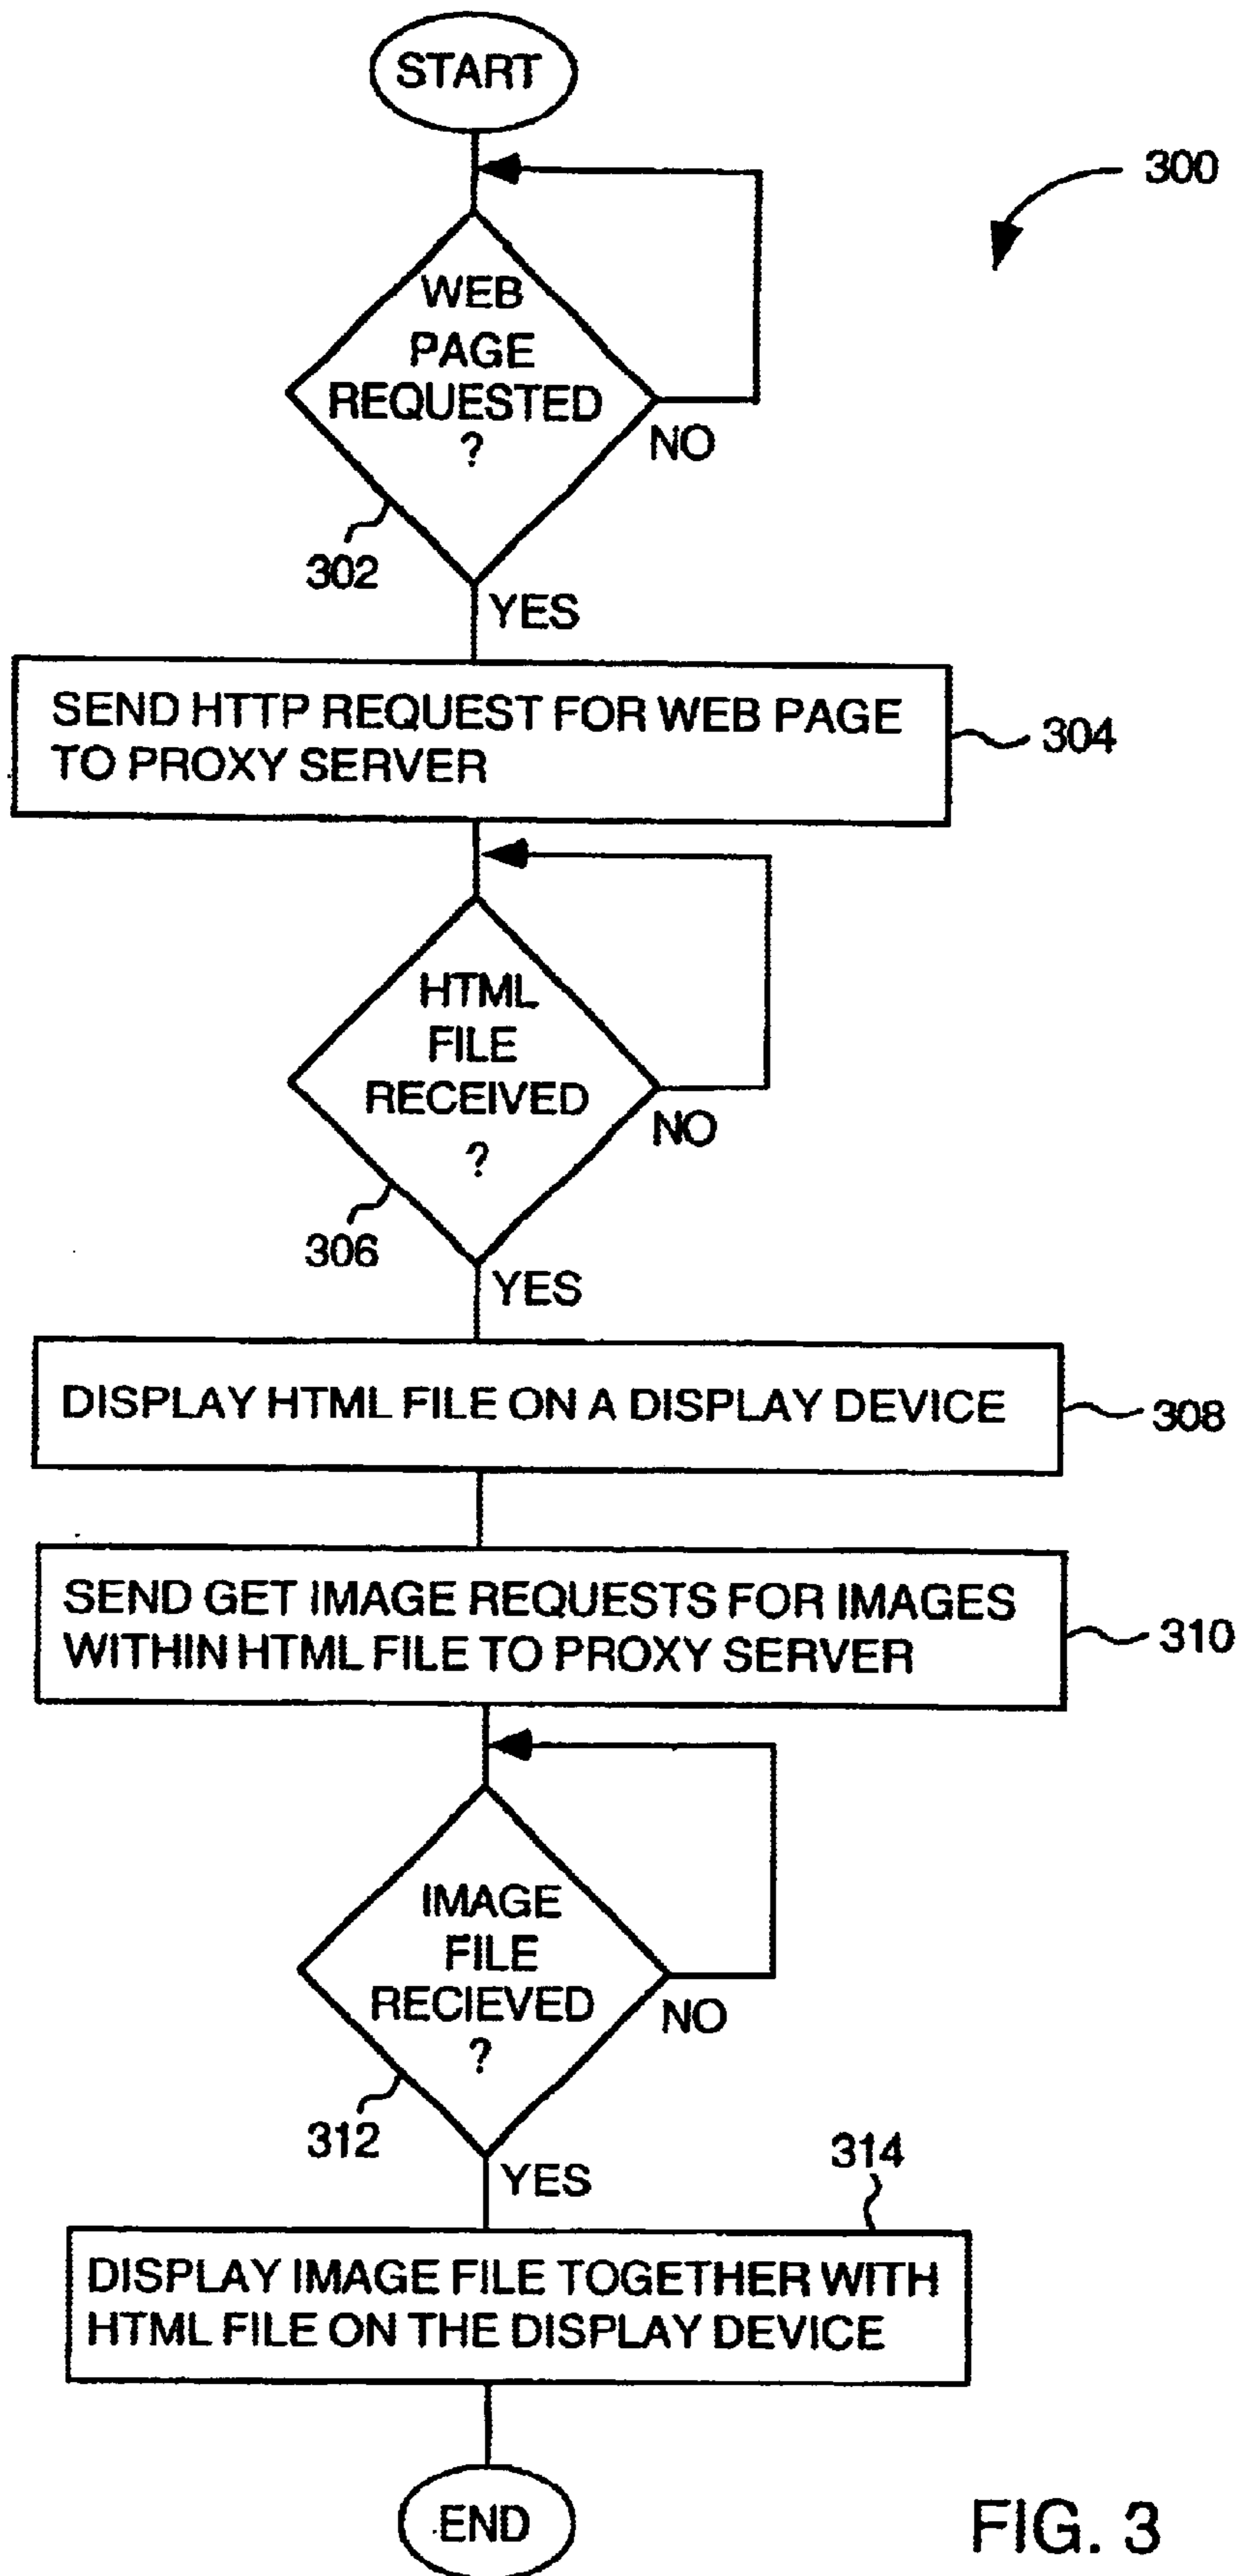 START
300
WEB
PAGE
REQUESTED
?
NO
302
YES
SEND HTTP REQUEST FOR WEB PAGE
TO PROXY SERVER
304
HTML
FILE
RECEIVED
?
NO
306
YES
DISPLAY HTML FILE ON A DISPLAY DEVICE
308
SEND GET IMAGE REQUESTS FOR IMAGES
WITHIN HTML FILE TO PROXY SERVER
310
IMAGE
FILE
RECIEVED
?
NO
312
YES
314
DISPLAY IMAGE FILE TOGETHER WITH
HTML FILE ON THE DISPLAY DEVICE
END
FIG. 3